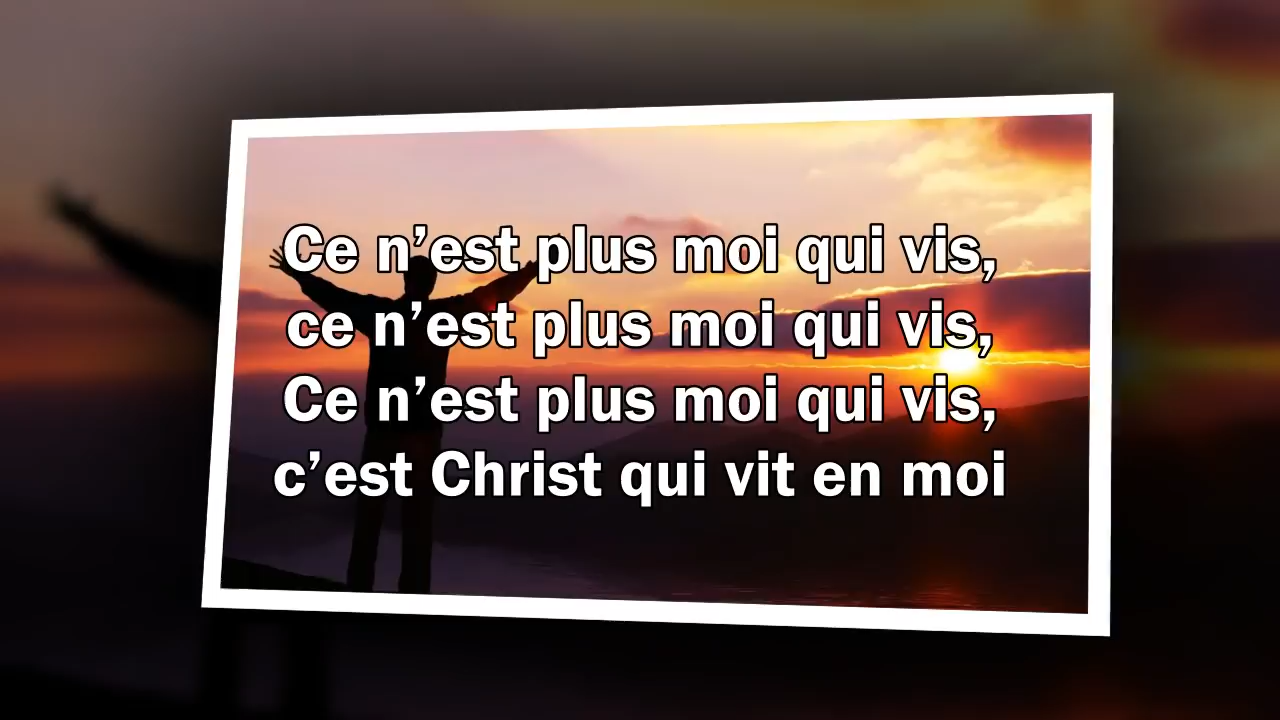 Ce n’est plus moi qui vis,
ce n’est plus moi qui vis,
Ce n’est plus moi qui vis,
c’est Christ qui vit en moi